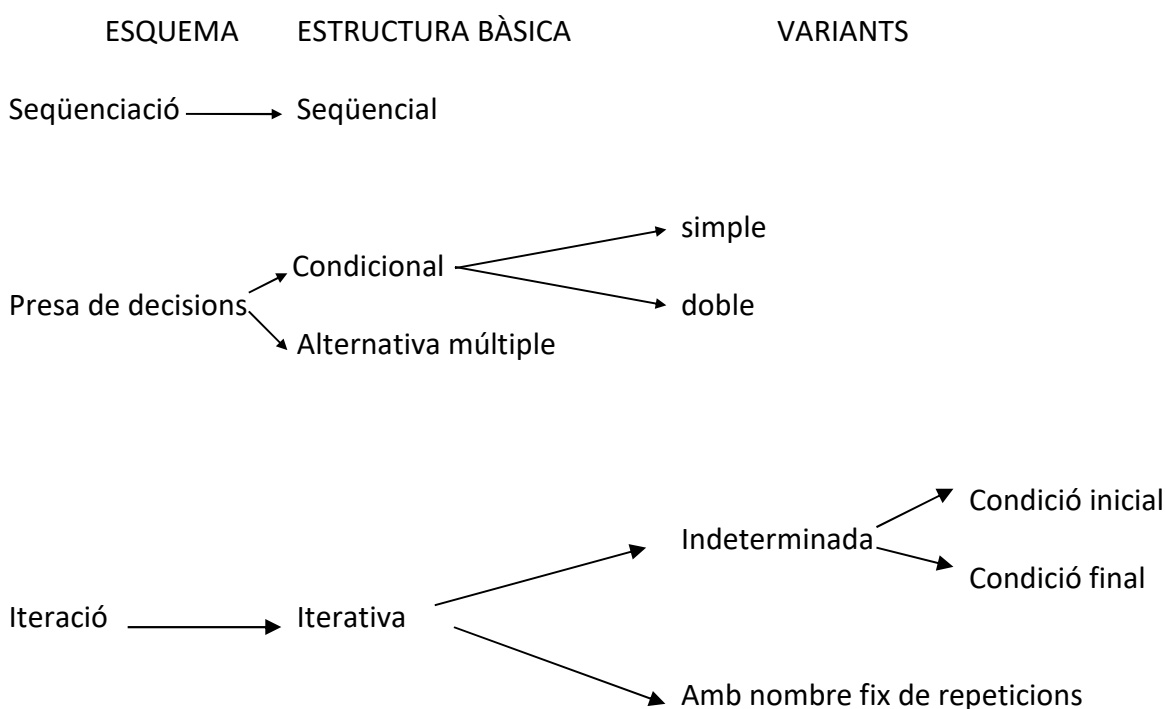 ESQUEMA ESTRUCTURA BÀSICA VARIANTS
Seqüenciació Seqüencial
simple
Condicional
Presa de decisions doble
Alternativa múltiple
Condició inicial
Indeterminada
Condició final
Iteració Iterativa
Amb nombre fix de repeticions